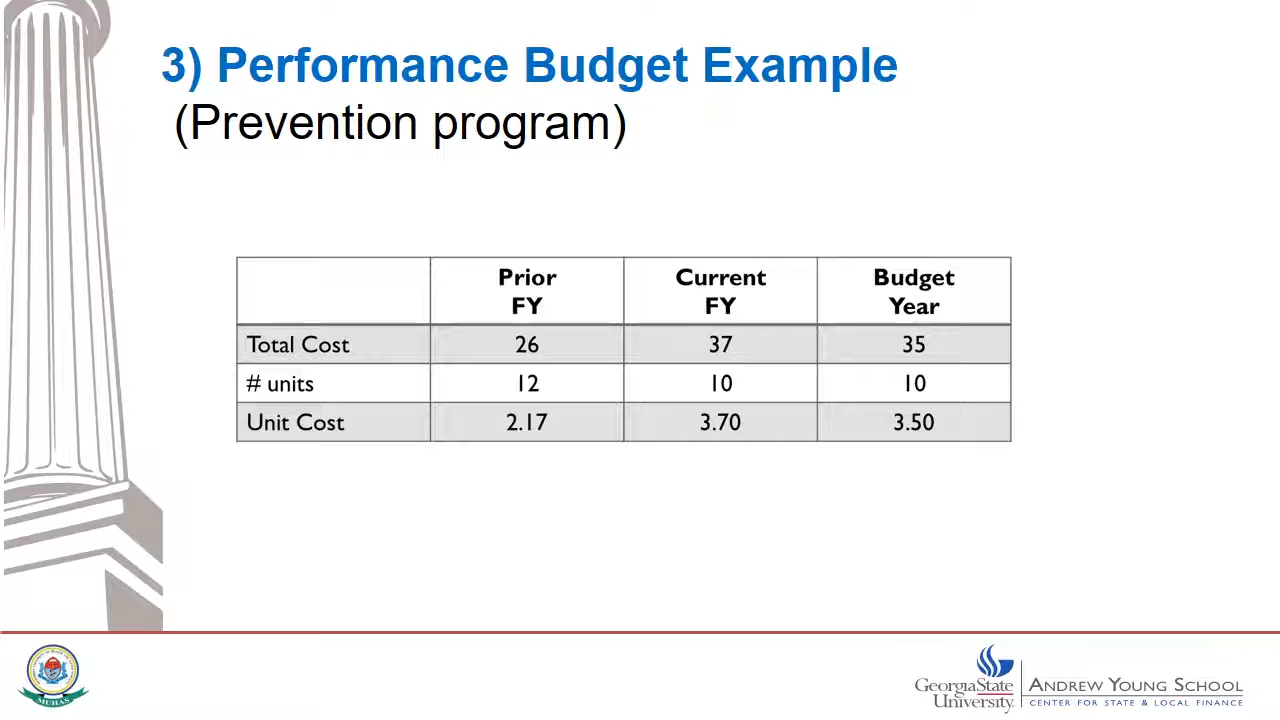 3) Performance Budget Example
(Prevention program)
Prior FY Current FY Budget Year
Total Cost 26 37 35
# units 12 10 10
Unit Cost 2.17 3.70 3.50
MUHAS
GeorgiaState University
ANDREW YOUNG SCHOOL
CENTER FOR STATE & LOCAL FINANCE